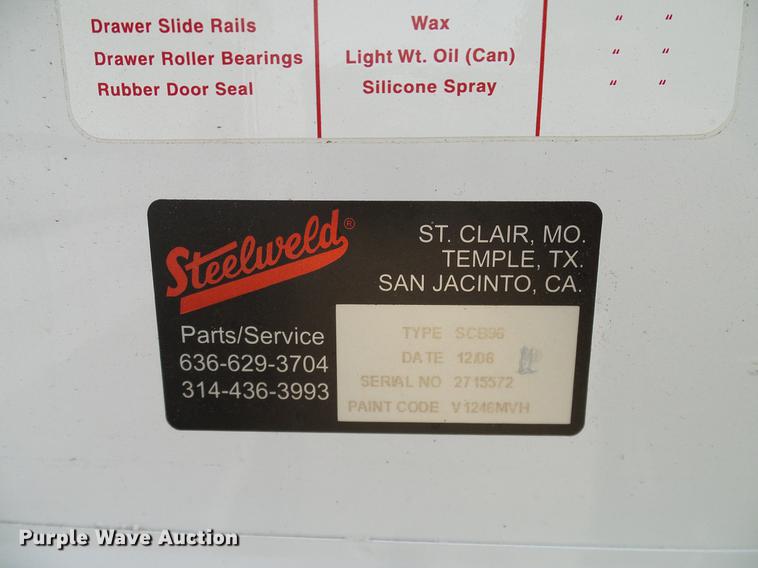 Drawer Slide Rails Wax " "
Drawer Roller Bearings Light Wt. Oil (Can) " "
Rubber Door Seal Silicone Spray " "
Steelweld®
ST. CLAIR, MO.
TEMPLE, TX.
SAN JACINTO, CA.
Parts/Service
636-629-3704
314-436-3993
TYPE SCB96
DATE 12/06
SERIAL NO 2715572
PAINT CODE V1246MVH
Purple Wave Auction